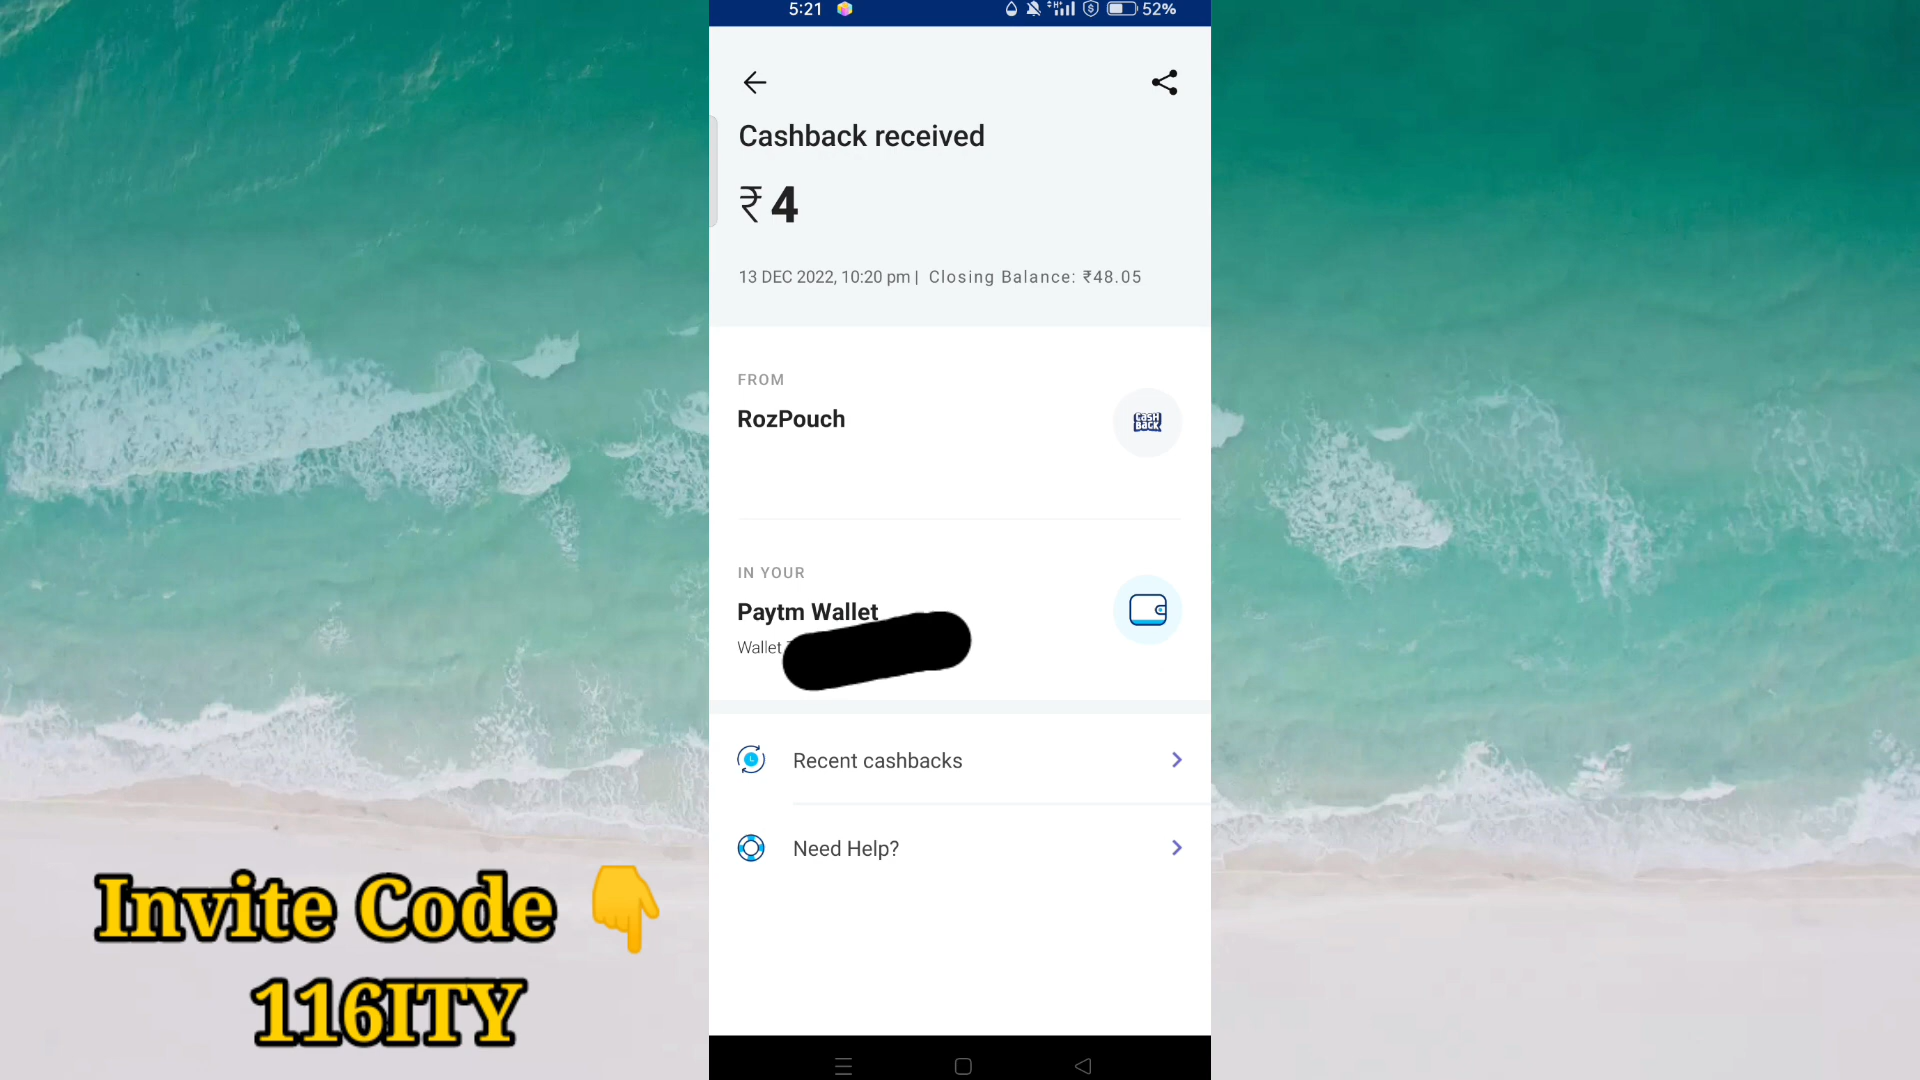 5:21 52%
Cashback received
₹4
13 DEC 2022, 10:20 pm | Closing Balance: ₹48.05
FROM
RozPouch
CASH
BACK
IN YOUR
Paytm Wallet
Wallet
Recent cashbacks
Need Help?
Invite Code 👇
116ITY